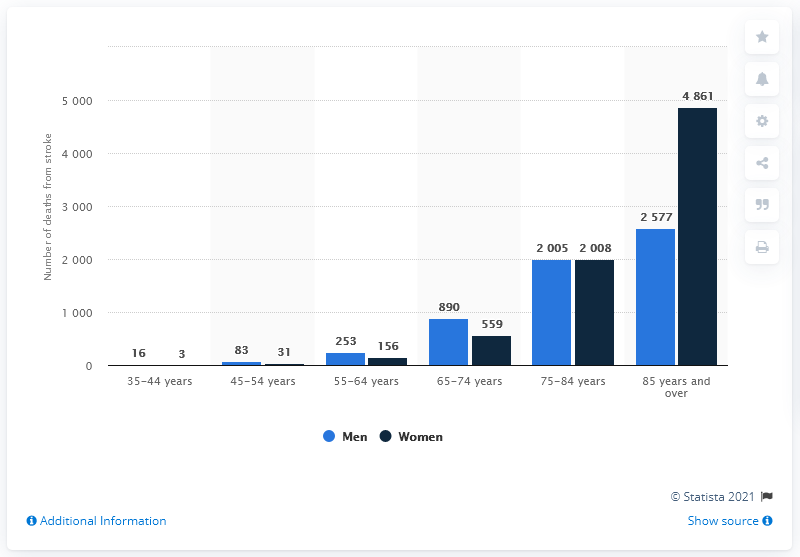 Number of deaths from stroke
5 000
4 000
3 000
2 000
1 000
0
16
3
83
31
253
156
890
559
2 005
2 008
2 577
4 861
35–44 years
45–54 years
55–64 years
65–74 years
75–84 years
85 years and
over
Men
Women
© Statista 2021
Additional Information
Show source